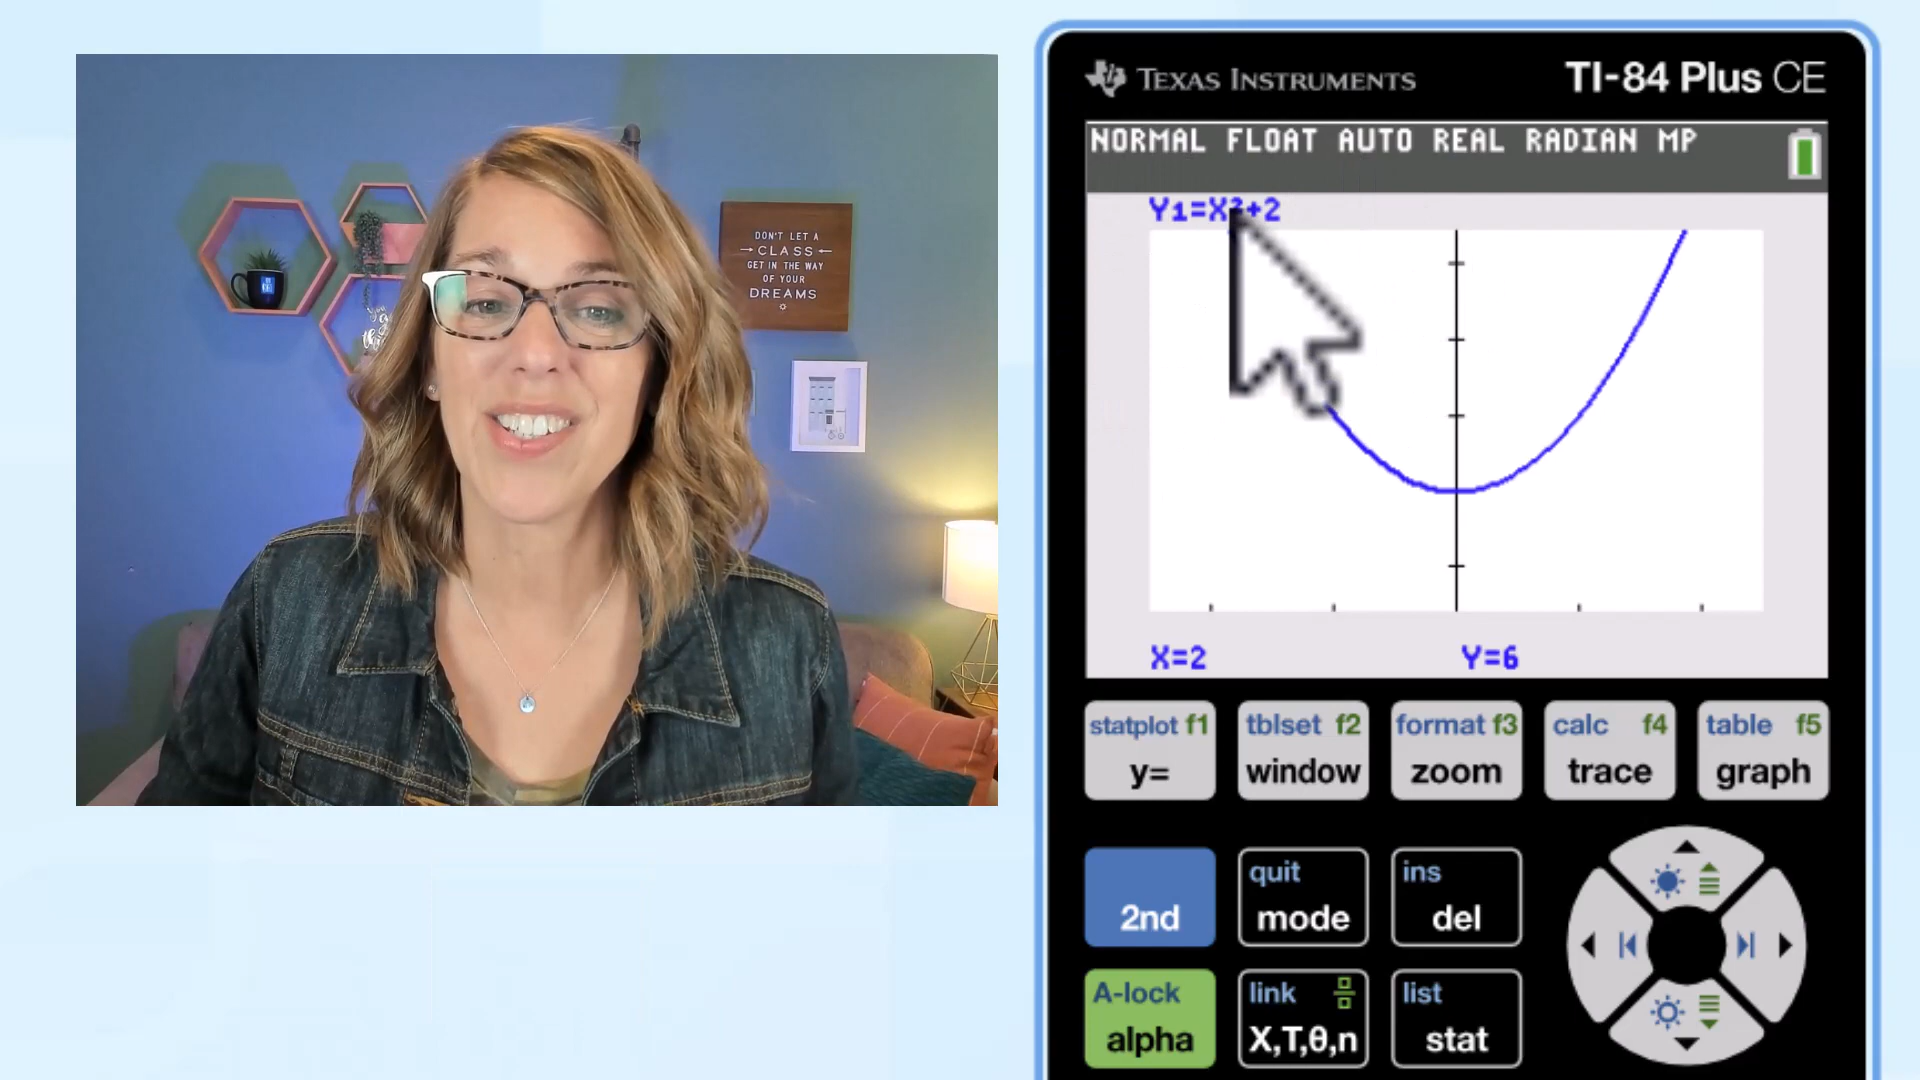 DON'T LET A
CLASS
GET IN THE WAY
OF YOUR
DREAMS
TEXAS INSTRUMENTS
TI-84 Plus CE
NORMAL FLOAT AUTO REAL RADIAN MP
Y1=X²+2
X=2 Y=6
statplot f1
y=
tblset f2
window
format f3
zoom
calc f4
trace
table f5
graph
2nd
quit
mode
ins
del
A-lock
alpha
link
X,T,θ,n
list
stat